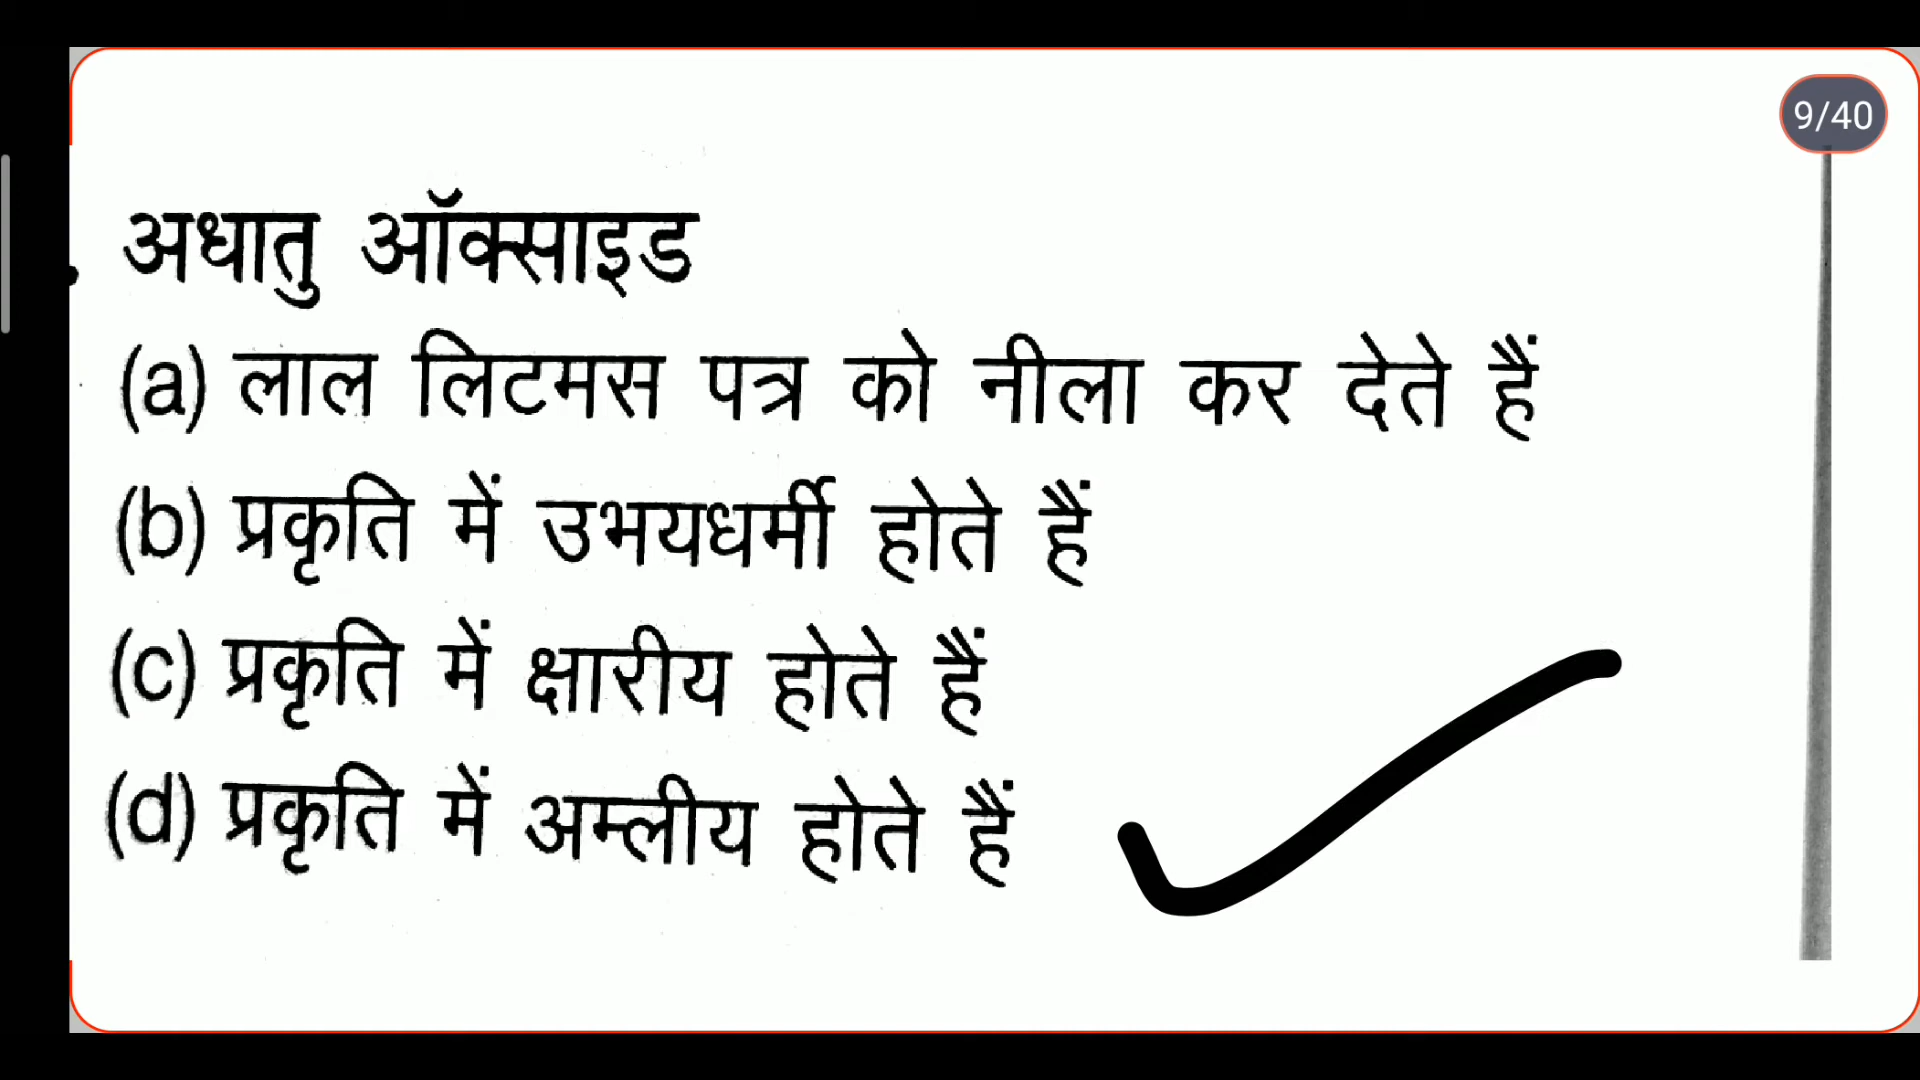 9/40
अधातु ऑक्साइड
(a) लाल लिटमस पत्र को नीला कर देते हैं
(b) प्रकृति में उभयधर्मी होते हैं
(c) प्रकृति में क्षारीय होते हैं
(d) प्रकृति में अम्लीय होते हैं